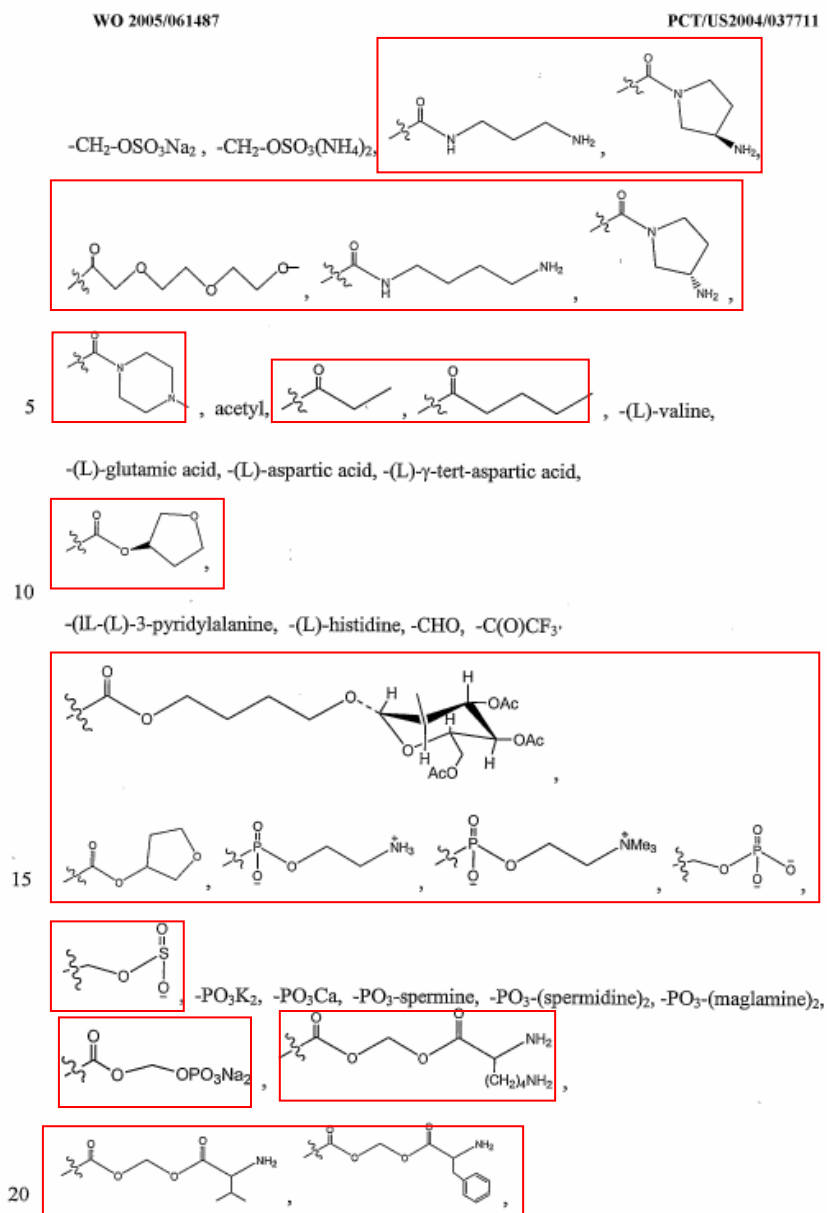 WO 2005/061487 PCT/US2004/037711
-CH2-OSO3Na2 , -CH2-OSO3(NH4)2, O N H NH2 , O N NH2,
O O O O , O N H NH2 , O N NH2 ,
5 O N N , acetyl, O , O , -(L)-valine,
-(L)-glutamic acid, -(L)-aspartic acid, -(L)-γ-tert-aspartic acid,
10 O O O ,
-(lL-(L)-3-pyridylalanine, -(L)-histidine, -CHO, -C(O)CF3,
O O O H H OAc H O H H OAc AcO ,
15 O O O , O P O O NH3 + , O P O O NMe3 + , O O P O O ,
O O S O , -PO3K2, -PO3Ca, -PO3-spermine, -PO3-(spermidine)2, -PO3-(maglamine)2,
O O OPO3Na2 , O O O O NH2 (CH2)4NH2 ,
20 O O O O NH2 , O O O O NH2 ,